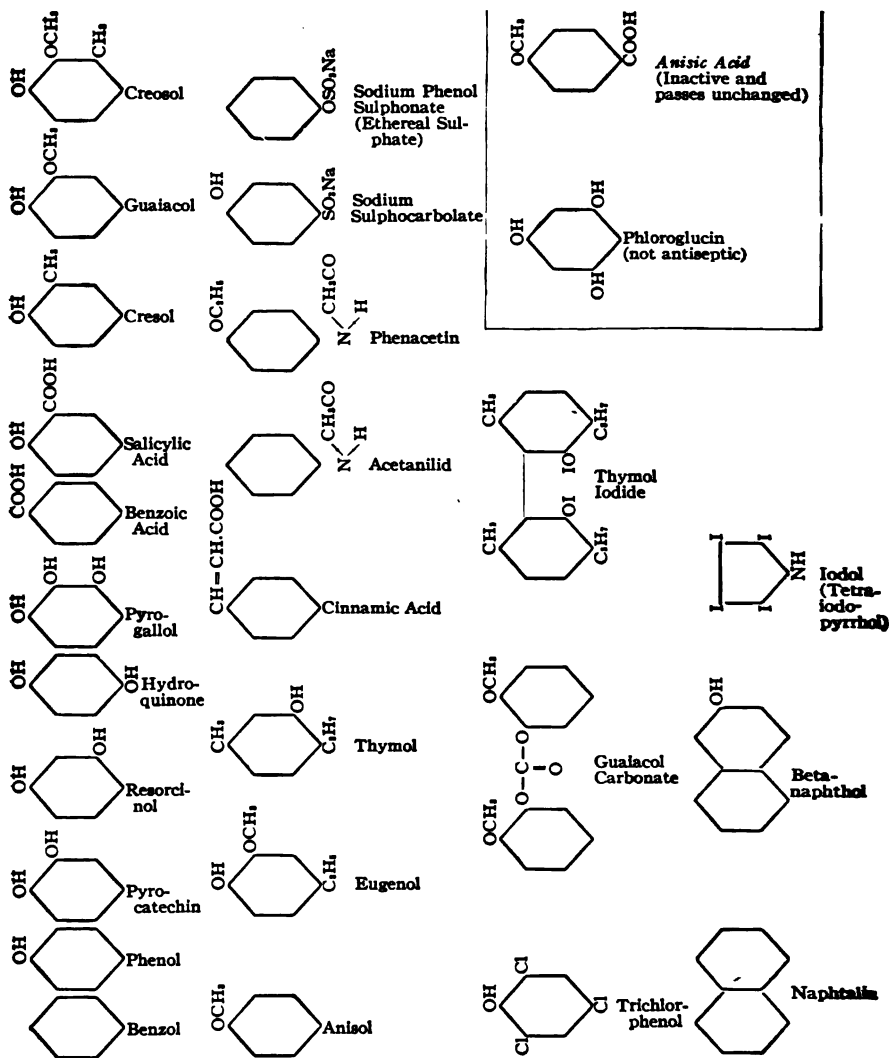 OH
OCH₃
CH₃
Creosol
OH
OCH₃
Guaiacol
OH
CH₃
Cresol
OH
COOH
Salicylic
Acid
COOH
Benzoic
Acid
OH
OH
OH
Pyro-
gallol
OH
OH
Hydro-
quinone
OH
OH
Resorci-
nol
OH
OH
Pyro-
catechin
OH
Phenol
Benzol
OSO₃Na
Sodium Phenol
Sulphonate
(Ethereal Sul-
phate)
OH
SO₃Na
Sodium
Sulphocarbolate
OC₂H₅
CH₃CO
N
H
Phenacetin
CH₃CO
N
H
Acetanilid
CH=CH.COOH
Cinnamic Acid
CH₃
OH
C₃H₇
Thymol
OH
OCH₃
C₃H₅
Eugenol
OCH₃
Anisol
OCH₃
COOH
Anisic Acid
(Inactive and
passes unchanged)
OH
OH
OH
Phloroglucin
(not antiseptic)
CH₃
C₃H₇
OI
OI
CH₃
C₃H₇
Thymol
Iodide
OCH₃
O–C–O
O
OCH₃
Guaiacol
Carbonate
OH
Cl
Cl
Cl
Trichlor-
phenol
I
I
I
I
NH
Iodol
(Tetra-
iodo-
pyrrhol)
OH
Beta-
naphthol
Naphtalin